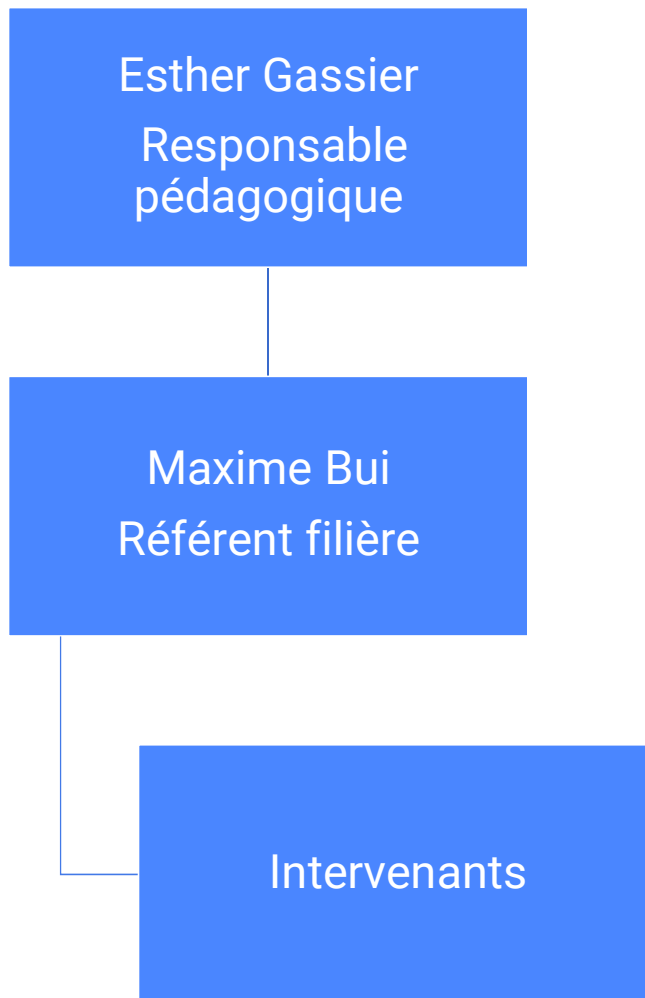 Esther Gassier
Responsable
pédagogique
Maxime Bui
Référent filière
Intervenants